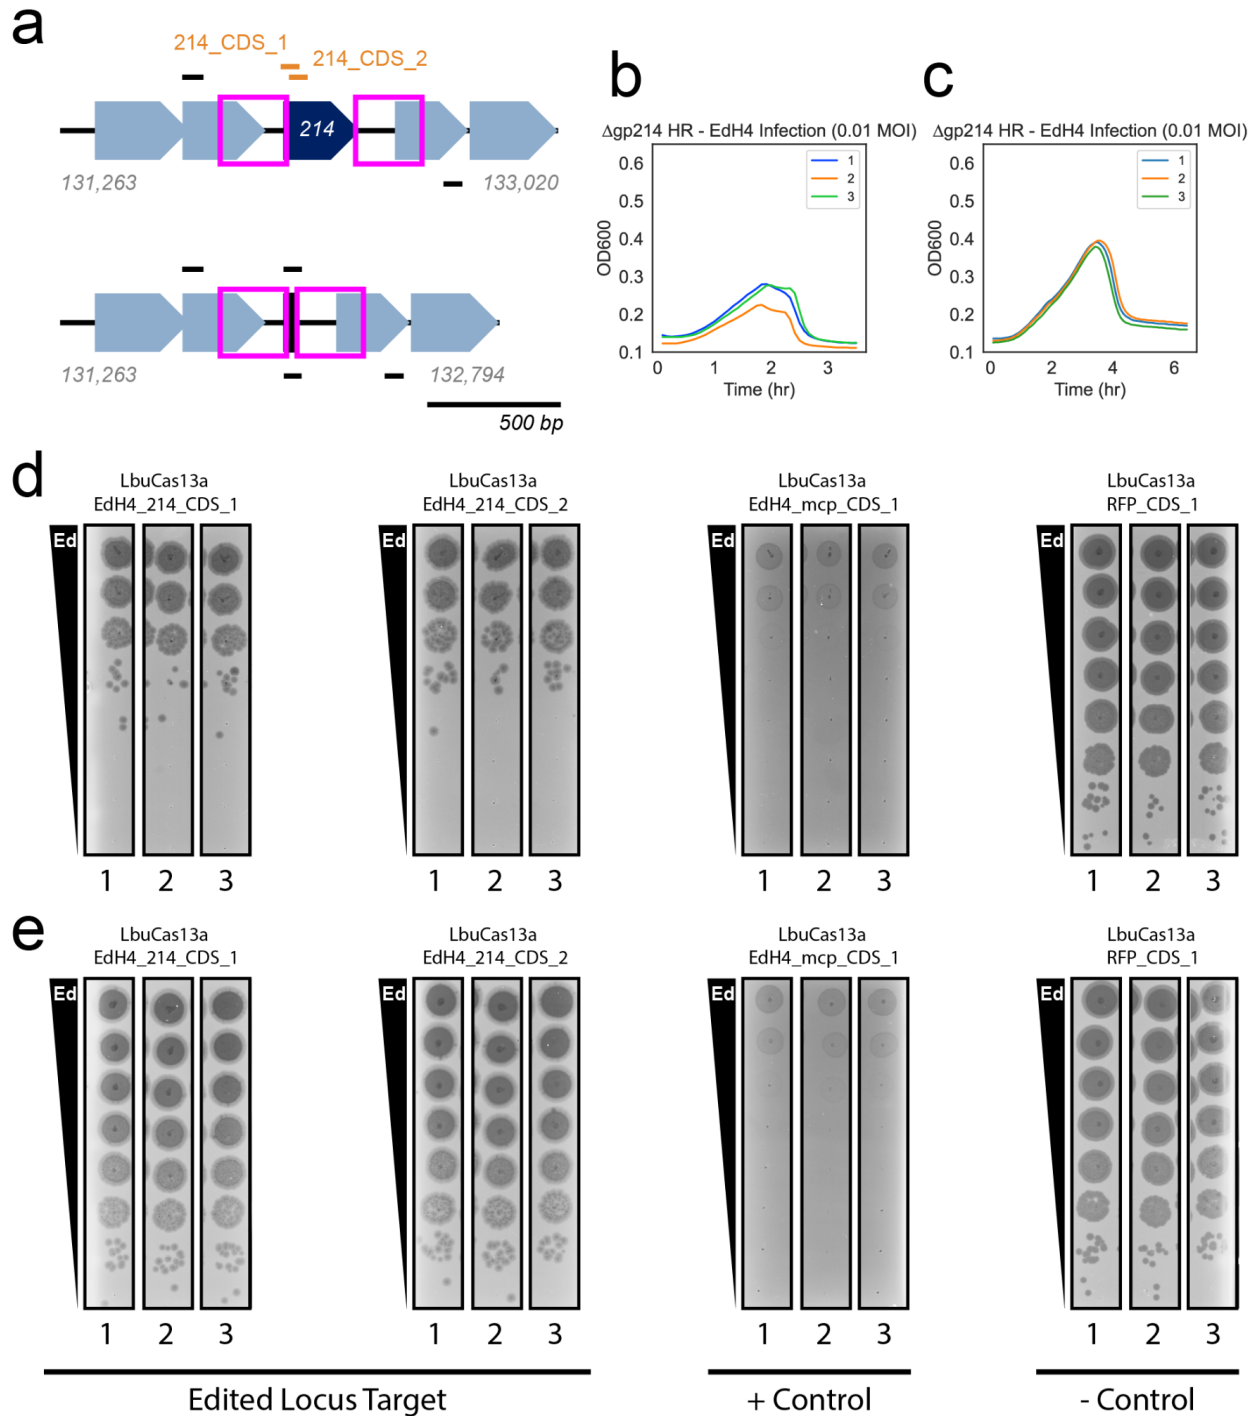 a
214_CDS_1
214_CDS_2
214
131,263
133,020
131,263
132,794
500 bp
b
Δgp214 HR - EdH4 Infection (0.01 MOI)
1
2
3
0.6
0.5
0.4
0.3
0.2
0.1
OD600
0
1
2
3
Time (hr)
c
Δgp214 HR - EdH4 Infection (0.01 MOI)
1
2
3
0.6
0.5
0.4
0.3
0.2
0.1
OD600
0
2
4
6
Time (hr)
d
LbuCas13a
EdH4_214_CDS_1
Ed
1 2 3
LbuCas13a
EdH4_214_CDS_2
Ed
1 2 3
LbuCas13a
EdH4_mcp_CDS_1
Ed
1 2 3
LbuCas13a
RFP_CDS_1
Ed
1 2 3
e
LbuCas13a
EdH4_214_CDS_1
Ed
1 2 3
LbuCas13a
EdH4_214_CDS_2
Ed
1 2 3
LbuCas13a
EdH4_mcp_CDS_1
Ed
1 2 3
LbuCas13a
RFP_CDS_1
Ed
1 2 3
Edited Locus Target
+ Control
- Control